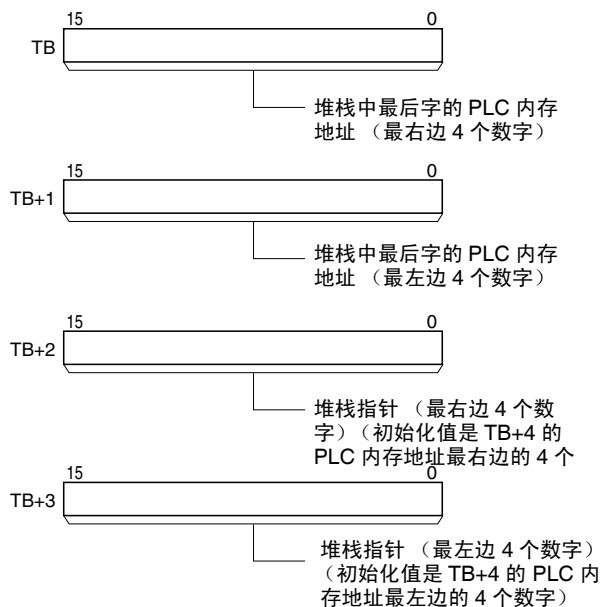 15 0
TB
堆栈中最后字的 PLC 内存
地址 （最右边 4 个数字）
15 0
TB+1
堆栈中最后字的 PLC 内存
地址 （最左边 4 个数字）
15 0
TB+2
堆栈指针 （最右边 4 个数
字）（初始化值是 TB+4 的
PLC 内存地址最右边的 4 个
15 0
TB+3
堆栈指针 （最左边 4 个数字）
（初始化值是 TB+4 的 PLC 内
存地址最左边的 4 个数字）